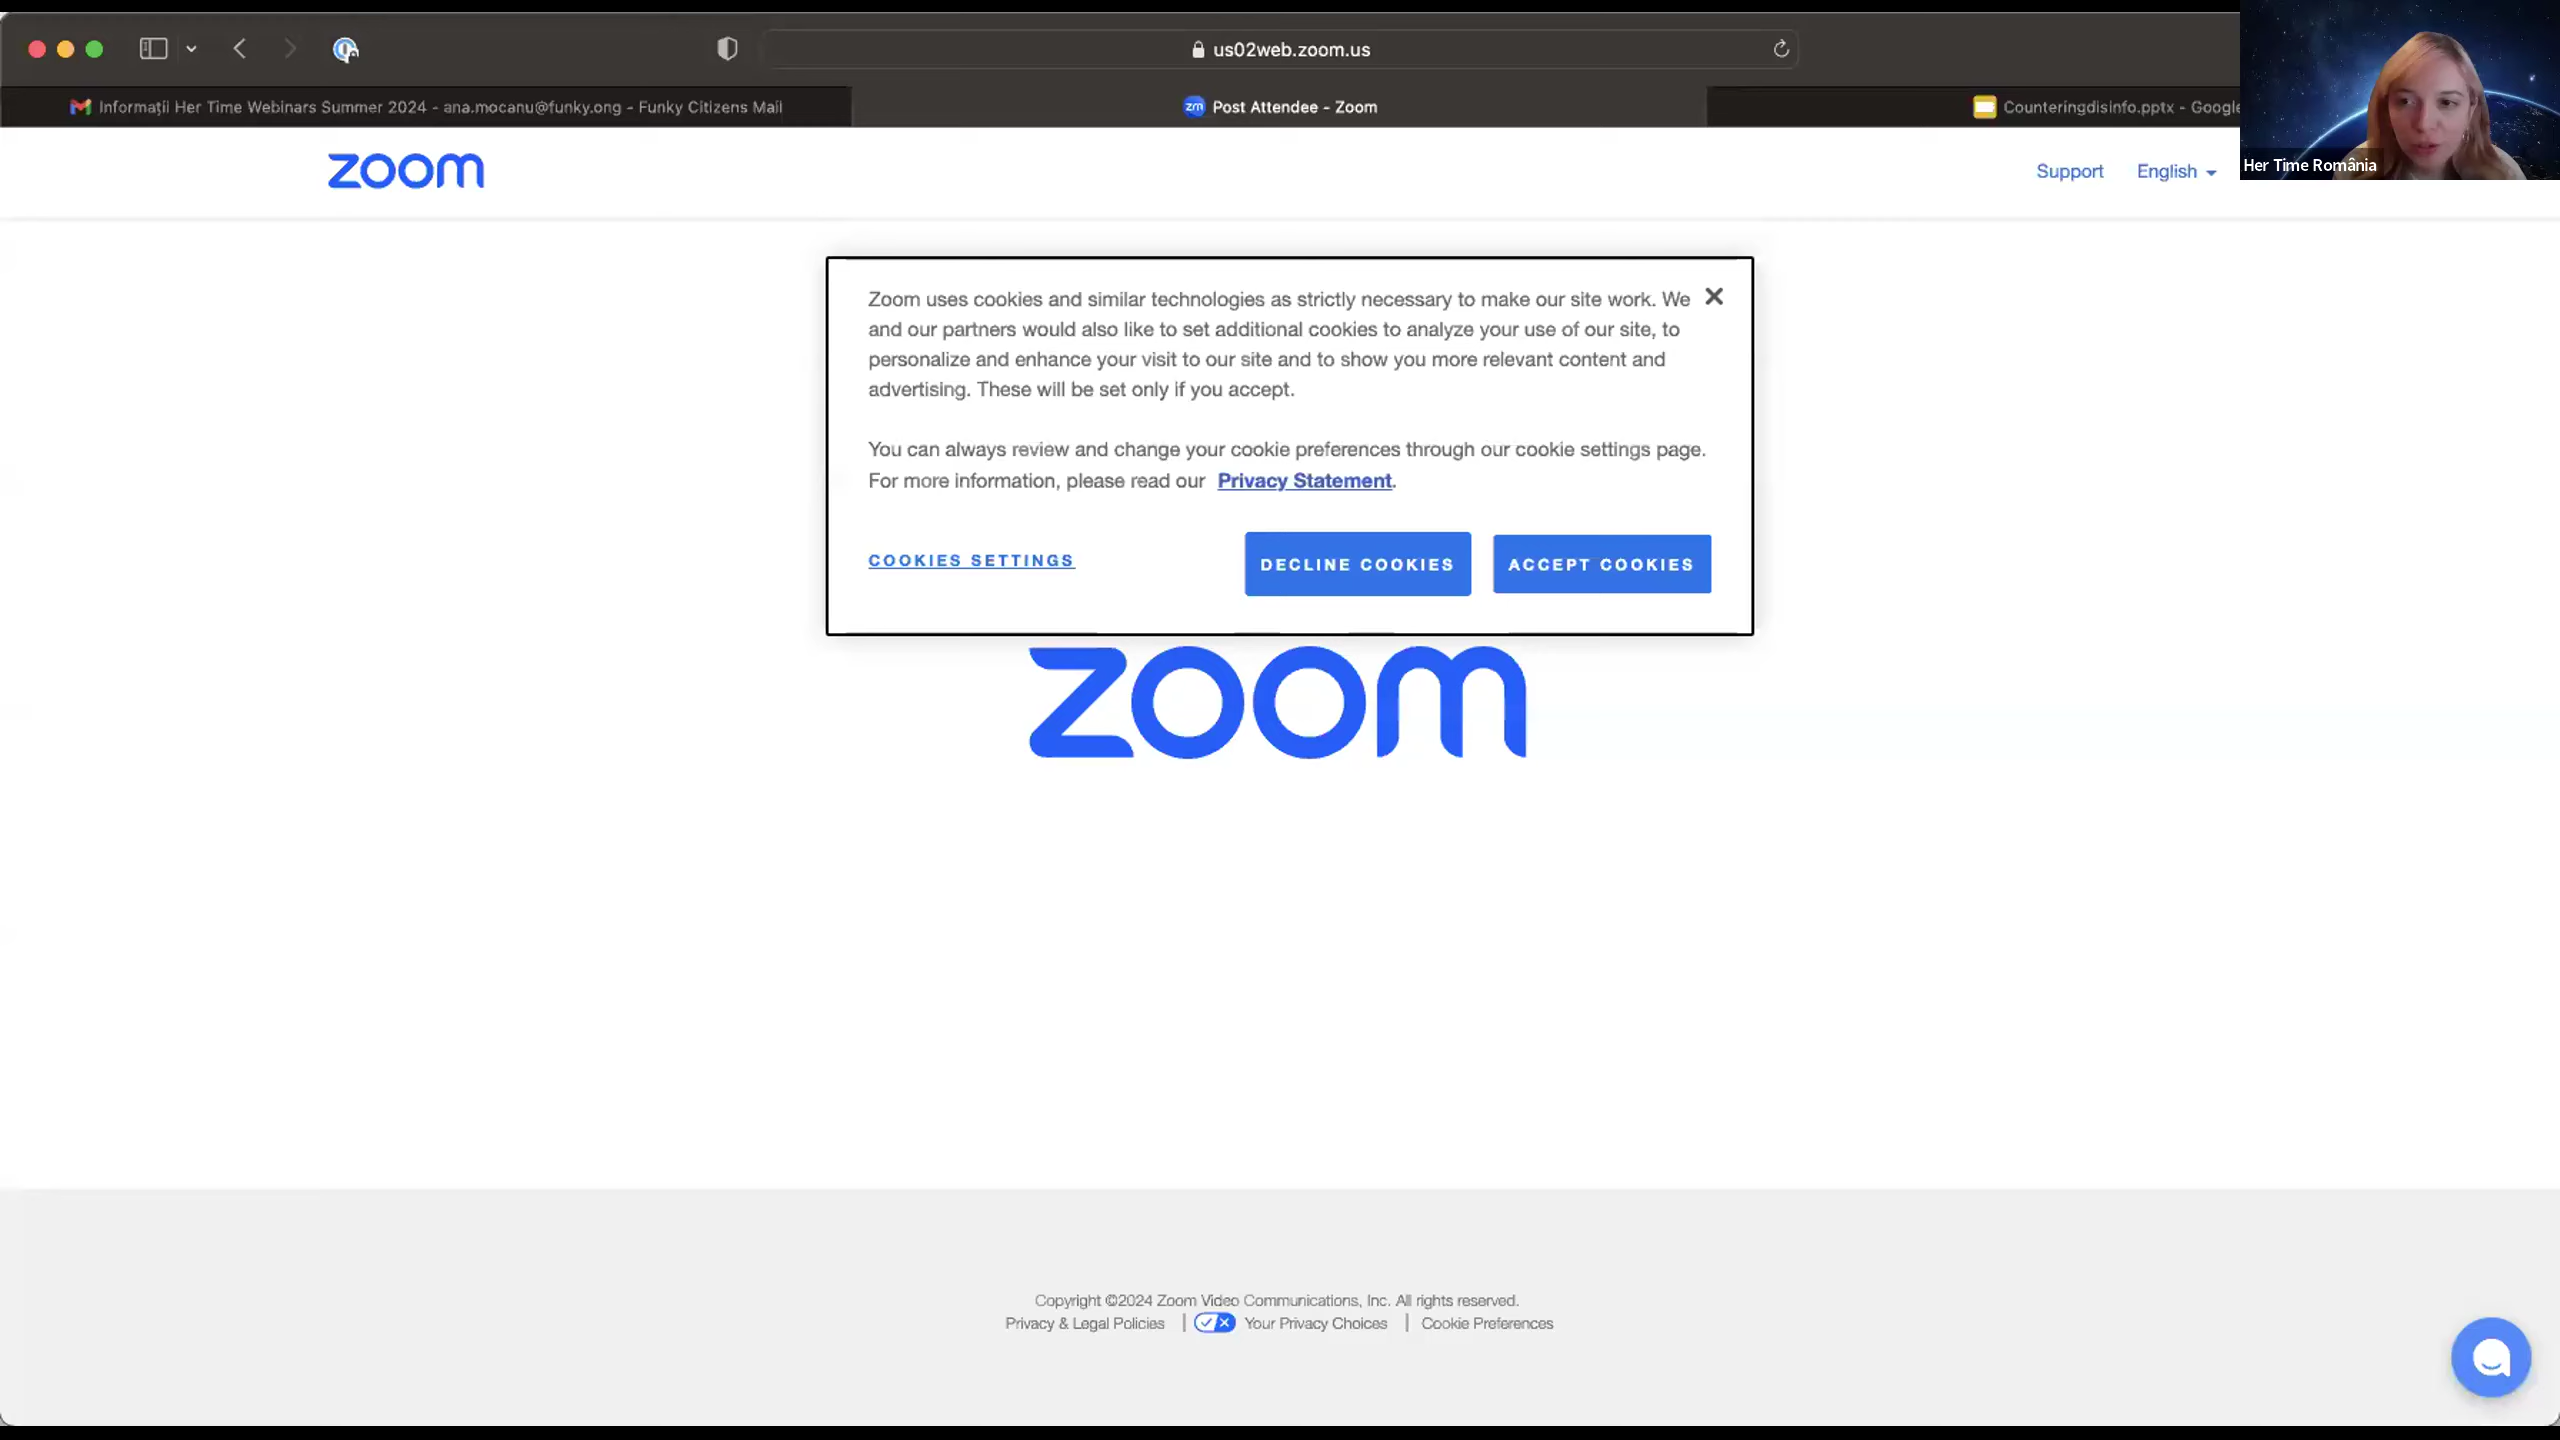 us02web.zoom.us
Informații Her Time Webinars Summer 2024 - ana.mocanu@funky.ong - Funky Citizens Mail
zm Post Attendee - Zoom
Counteringdisinfo.pptx - Google
Her Time România
zoom
Support English
Zoom uses cookies and similar technologies as strictly necessary to make our site work. We
and our partners would also like to set additional cookies to analyze your use of our site, to
personalize and enhance your visit to our site and to show you more relevant content and
advertising. These will be set only if you accept.
You can always review and change your cookie preferences through our cookie settings page.
For more information, please read our Privacy Statement.
COOKIES SETTINGS
DECLINE COOKIES
ACCEPT COOKIES
zoom
Copyright ©2024 Zoom Video Communications, Inc. All rights reserved.
Privacy & Legal Policies | Your Privacy Choices | Cookie Preferences